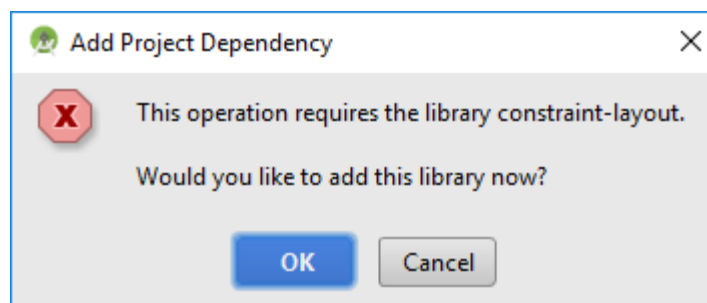 Add Project Dependency
This operation requires the library constraint-layout.
Would you like to add this library now?
OK
Cancel